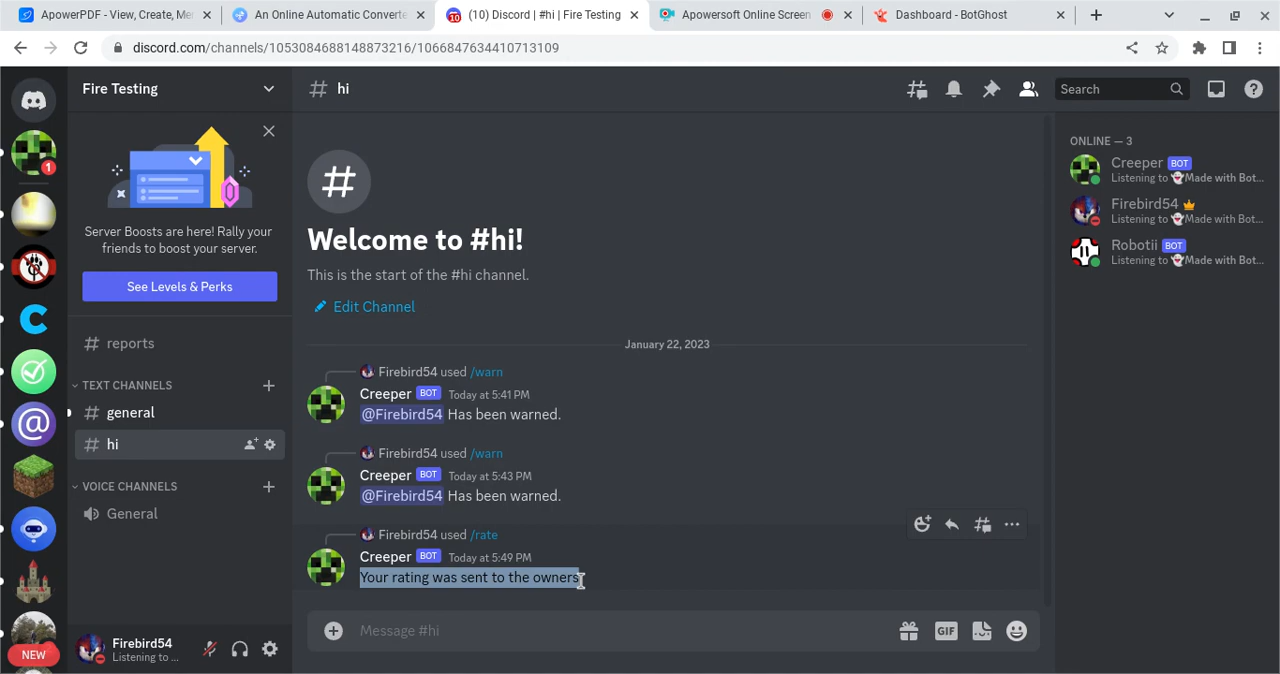 ApowerPDF - View, Create, Me
An Online Automatic Converte
(10) Discord | #hi | Fire Testing
Apowersoft Online Screen
Dashboard - BotGhost
discord.com/channels/1053084688148873216/1066847634410713109
Fire Testing
hi
Search
1
Server Boosts are here! Rally your
friends to boost your server.
See Levels & Perks
reports
TEXT CHANNELS
general
hi
VOICE CHANNELS
General
NEW
Firebird54
Listening to ...
Welcome to #hi!
This is the start of the #hi channel.
Edit Channel
January 22, 2023
Firebird54 used /warn
Creeper BOT Today at 5:41 PM
@Firebird54 Has been warned.
Firebird54 used /warn
Creeper BOT Today at 5:43 PM
@Firebird54 Has been warned.
Firebird54 used /rate
Creeper BOT Today at 5:49 PM
Your rating was sent to the owners
Message #hi
GIF
ONLINE — 3
Creeper BOT
Listening to 👻Made with Bot...
Firebird54
Listening to 👻Made with Bot...
Robotii BOT
Listening to 👻Made with Bot...